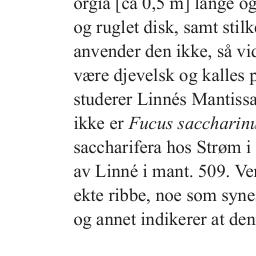 orgia [ca 0,5 m] lange og
og ruglet disk, samt stilk
anvender den ikke, så vid
være djevelsk og kalles p
studerer Linnés Mantissa
ikke er Fucus saccharinu
saccharifera hos Strøm i
av Linné i mant. 509. Ver
ekte ribbe, noe som syne
og annet indikerer at den